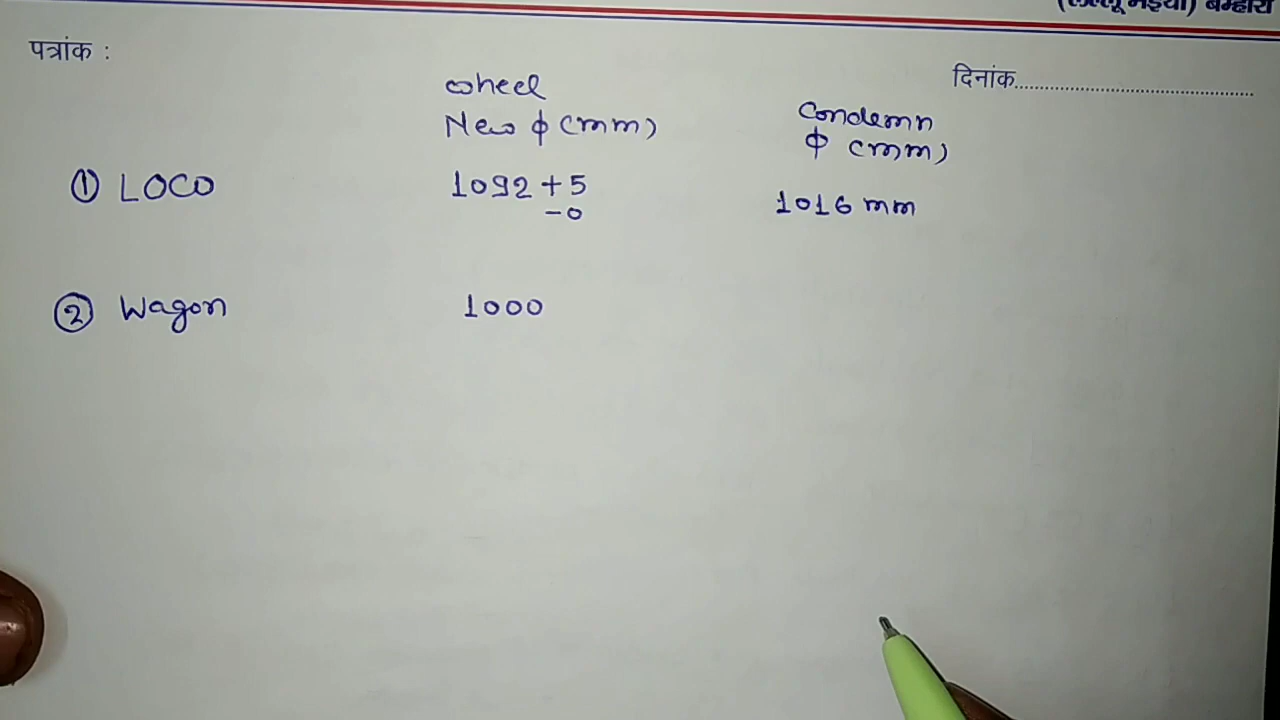 पत्रांक :
दिनांक
wheel
New ϕ (mm)
Condemn
ϕ (mm)
① LOCO 1092 +5
-0
1016 mm
② Wagon 1000